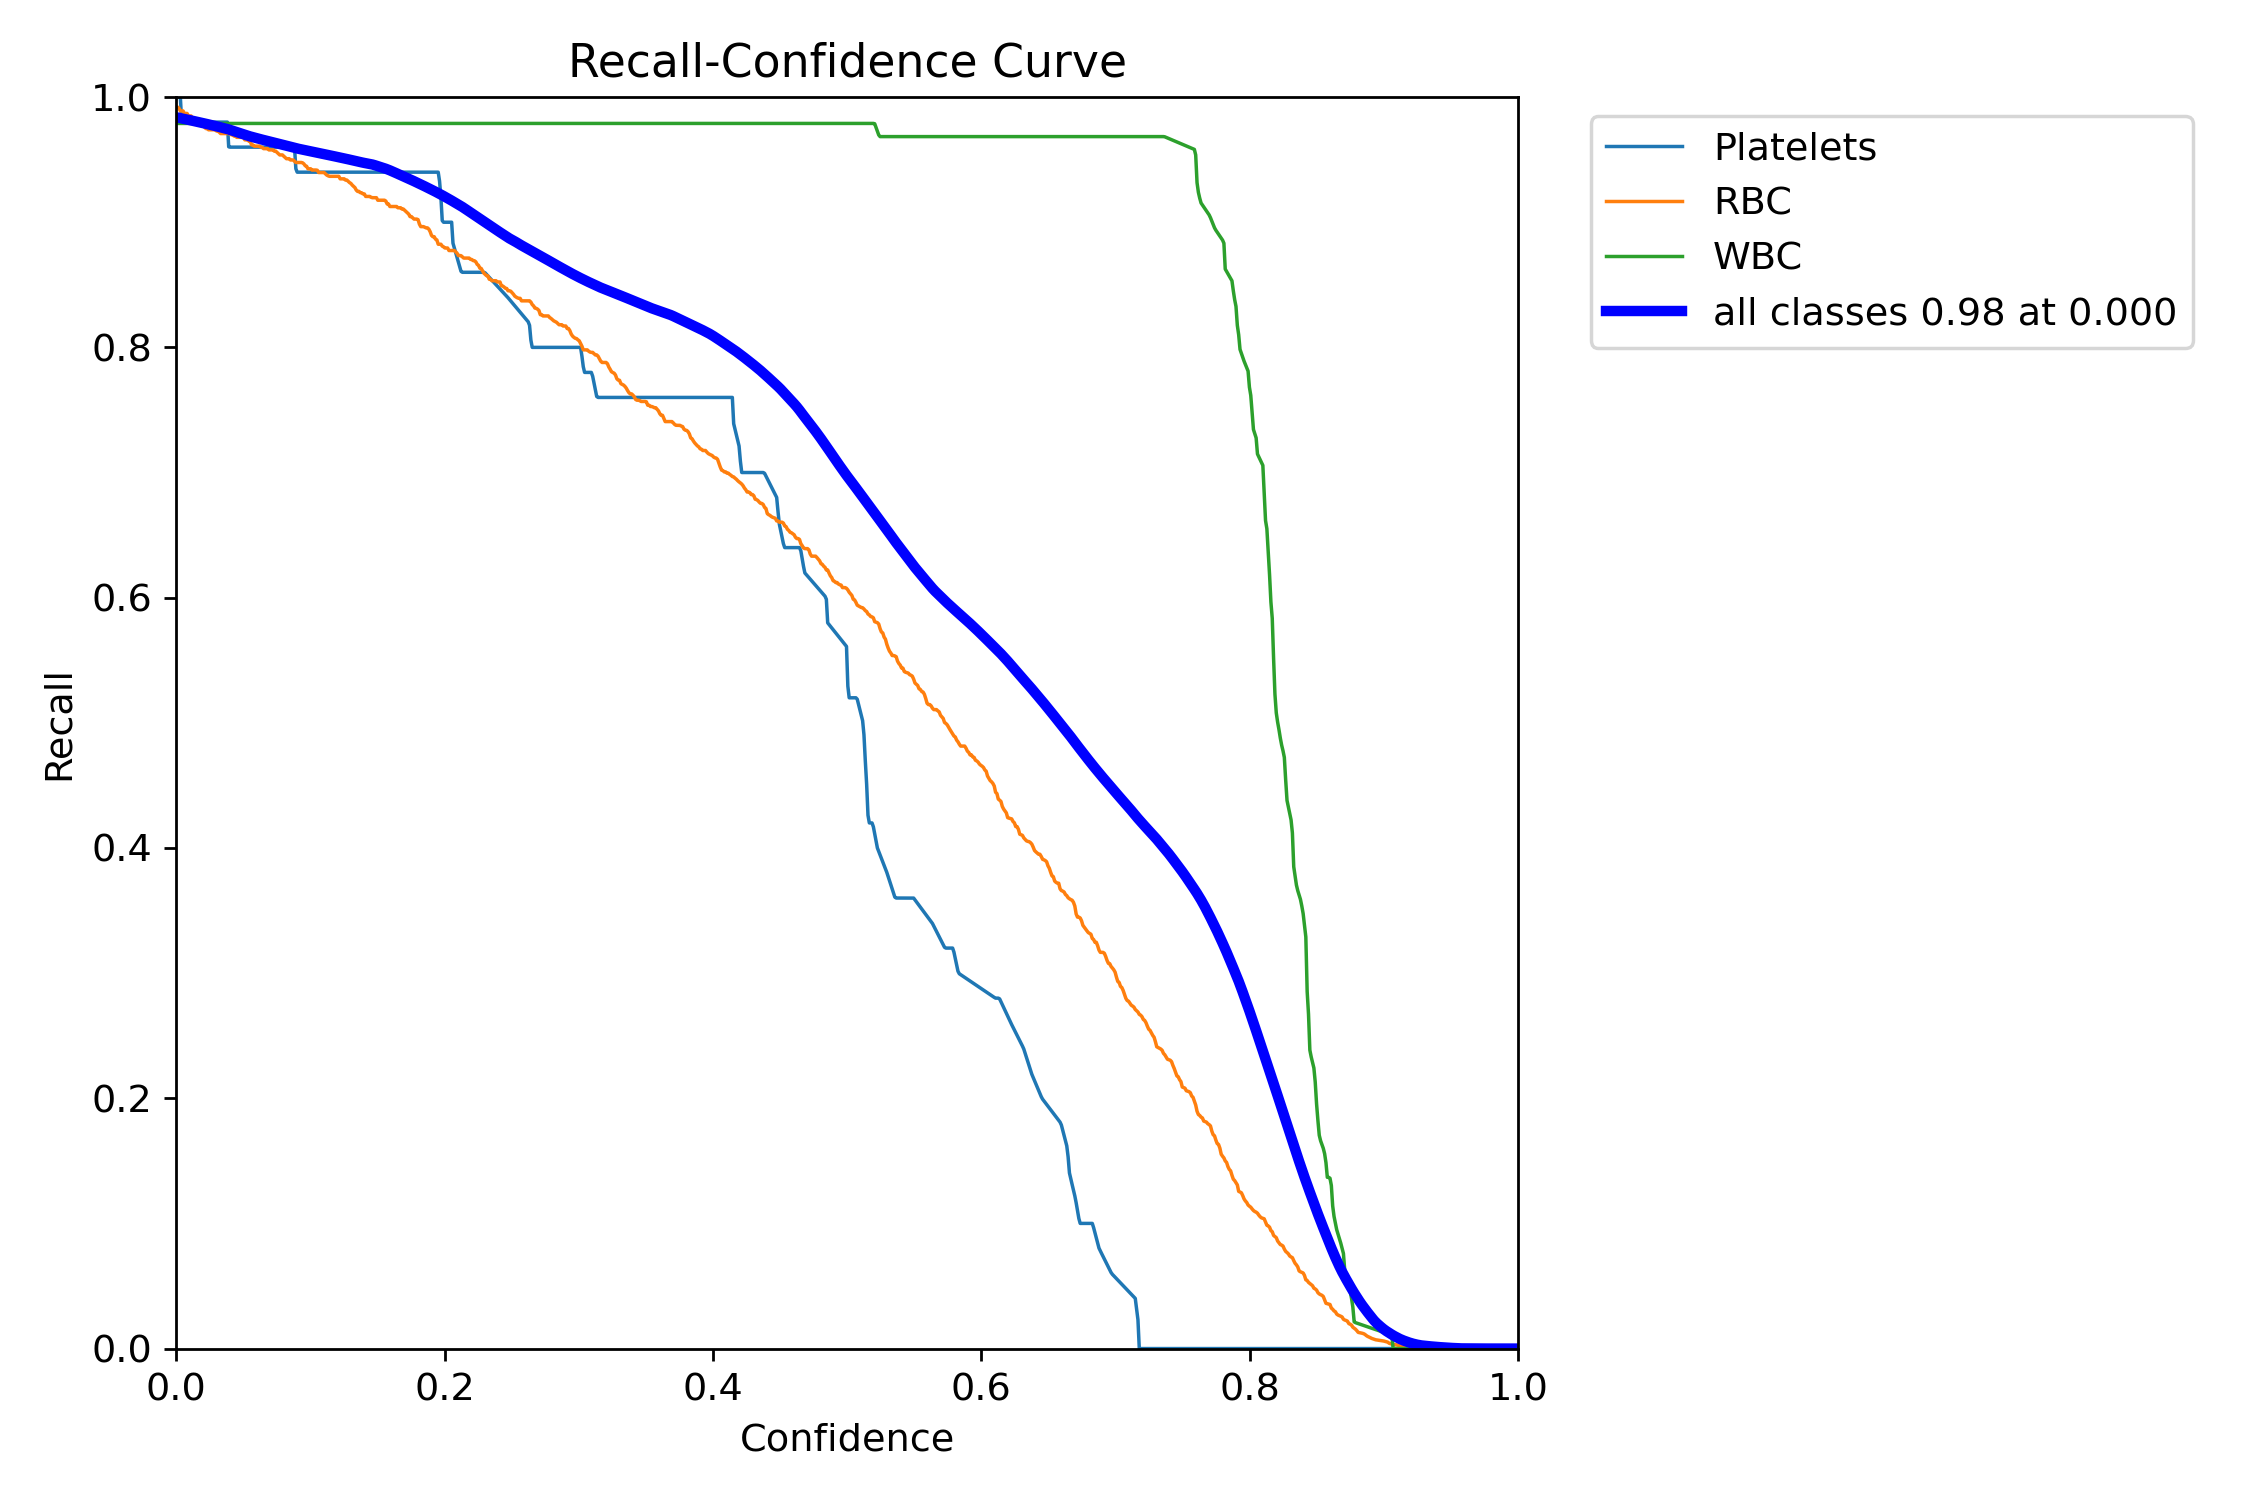 Recall-Confidence Curve
1.0
0.8
0.6
0.4
0.2
0.0
Recall
0.0 0.2 0.4 0.6 0.8 1.0
Confidence
Platelets
RBC
WBC
all classes 0.98 at 0.000